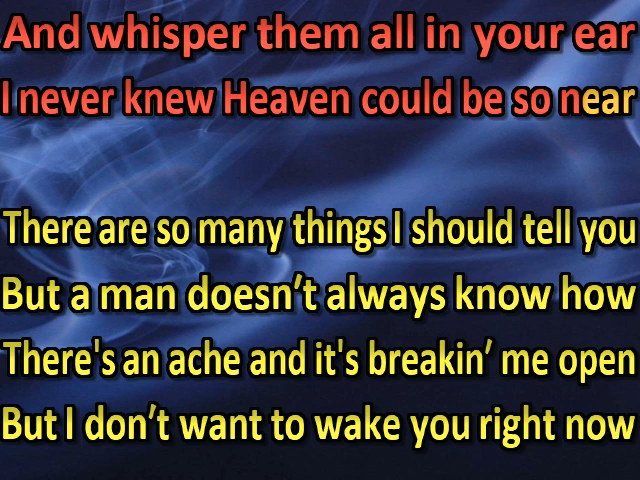 And whisper them all in your ear
I never knew Heaven could be so near
There are so many things I should tell you
But a man doesn’t always know how
There's an ache and it's breakin’ me open
But I don’t want to wake you right now